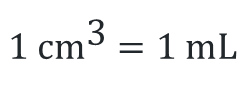 1 cm³ = 1 mL